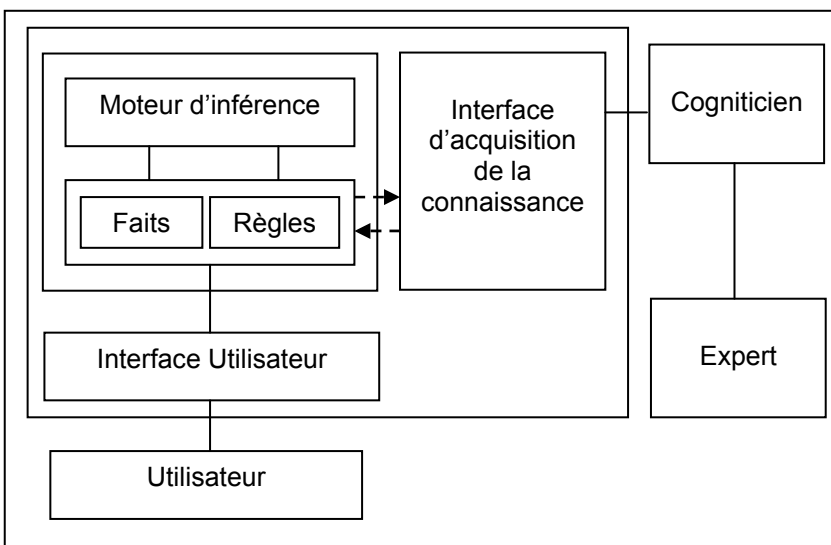 Moteur d'inférence
Faits
Règles
Interface
d'acquisition
de la
connaissance
Cogniticien
Interface Utilisateur
Expert
Utilisateur